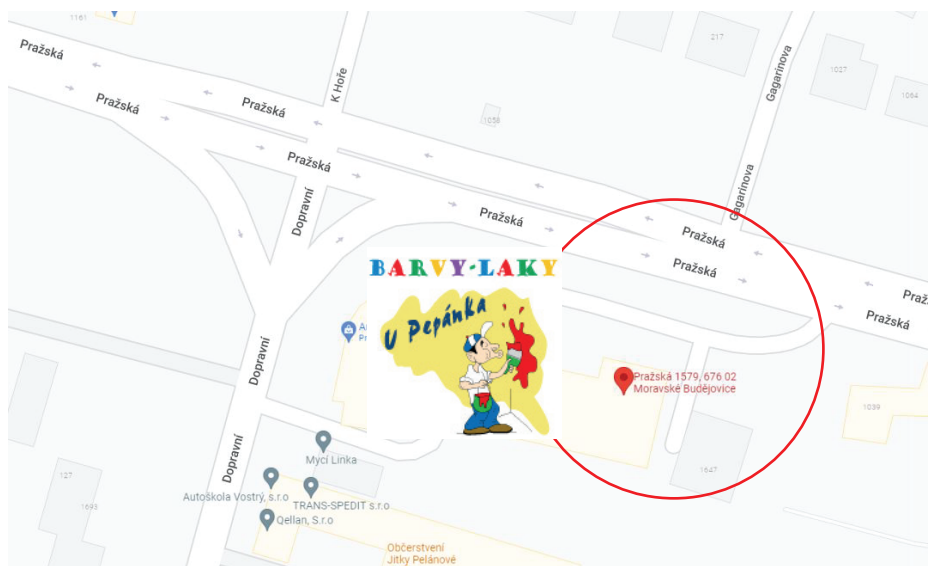 1161
Pražská
Pražská
K Hoře
Pražská
217
Gagarinova
1027
1064
1058
Pražská
Dopravní
Pražská
Gagarinova
Pražská
Pražská
Praž
Pražská
BARVY-LAKY
U Pepánka
Dopravní
Pražská 1579, 676 02
Moravské Budějovice
1039
Dopravní
Mycí Linka
127
1693
Autoškola Vostrý, s.r.o
TRANS-SPEDIT s.r.o
Qellan, S.r.o
1647
Občerstvení
Jitky Pelánové